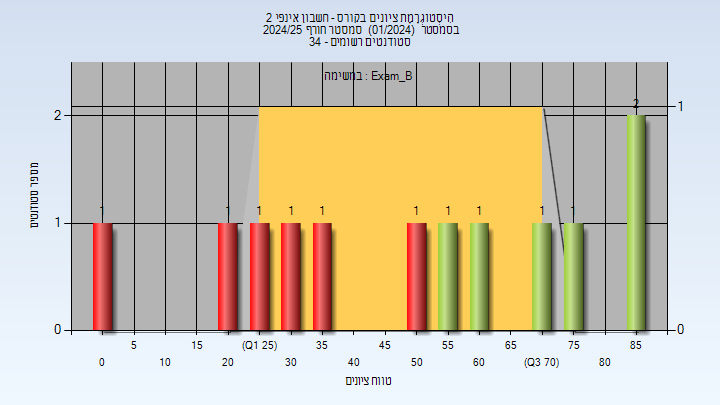 היסטוגרמת ציונים בקורס - חשבון אינפי 2
בסמסטר (01/2024) סמסטר חורף 2024/25
סטודנטים רשומים - 34
במשימה : Exam_B
מספר סטודנטים
2
1
0
1
0
1 1 1 1 1 1 1 1 1 1 2
5 15 (Q1 25) 35 45 55 65 75 85
0 10 20 30 40 50 60 (Q3 70) 80
טווח ציונים